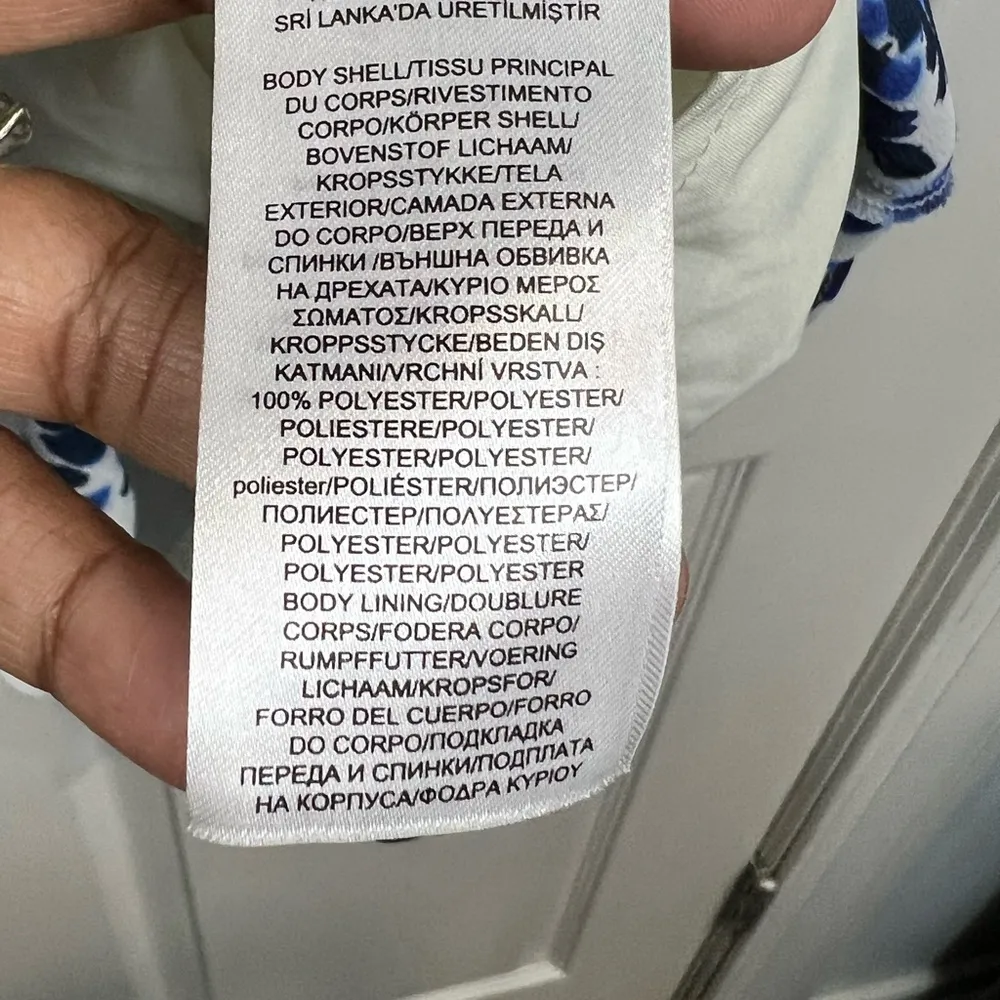 SRİ LANKA'DA ÜRETİLMİŞTİR
BODY SHELL/TISSU PRINCIPAL
DU CORPS/RIVESTIMENTO
CORPO/KÖRPER SHELL/
BOVENSTOF LICHAAM/
KROPSSTYKKE/TELA
EXTERIOR/CAMADA EXTERNA
DO CORPO/ВЕРХ ПЕРЕДА И
СПИНКИ /ВЪНШНА ОБВИВКА
НА ДРЕХАТА/ΚΥΡΙΟ ΜΕΡΟΣ
ΣΩΜΑΤΟΣ/KROPSSKALL/
KROPPSSTYCKE/BEDEN DIŞ
KATMANI/VRCHNÍ VRSTVA :
100% POLYESTER/POLYESTER/
POLIESTERE/POLYESTER/
POLYESTER/POLYESTER/
poliester/POLIÉSTER/ПОЛИЭСТЕР/
ПОЛИЕСТЕР/ΠΟΛΥΕΣΤΕΡΑΣ/
POLYESTER/POLYESTER/
POLYESTER/POLYESTER
BODY LINING/DOUBLURE
CORPS/FODERA CORPO/
RUMPFFUTTER/VOERING
LICHAAM/KROPSFOR/
FORRO DEL CUERPO/FORRO
DO CORPO/ПОДКЛАДКА
ПЕРЕДА И СПИНКИ/ПОДПЛАТА
НА КОРПУСА/ΦΟΔΡΑ ΚΥΡΙΟΥ